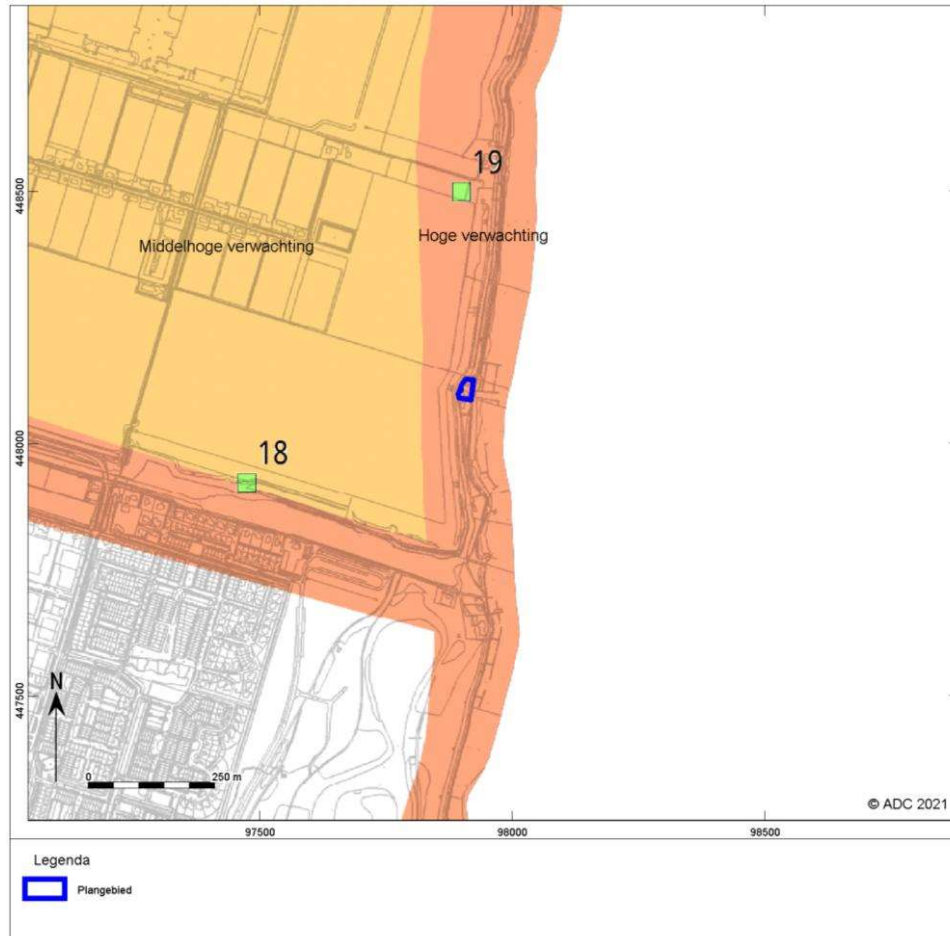 19
448500
Hoge verwachting
Middelhoge verwachting
18
448000
N
447500
0 250 m
© ADC 2021
97500 98000 98500
Legenda
Plangebied